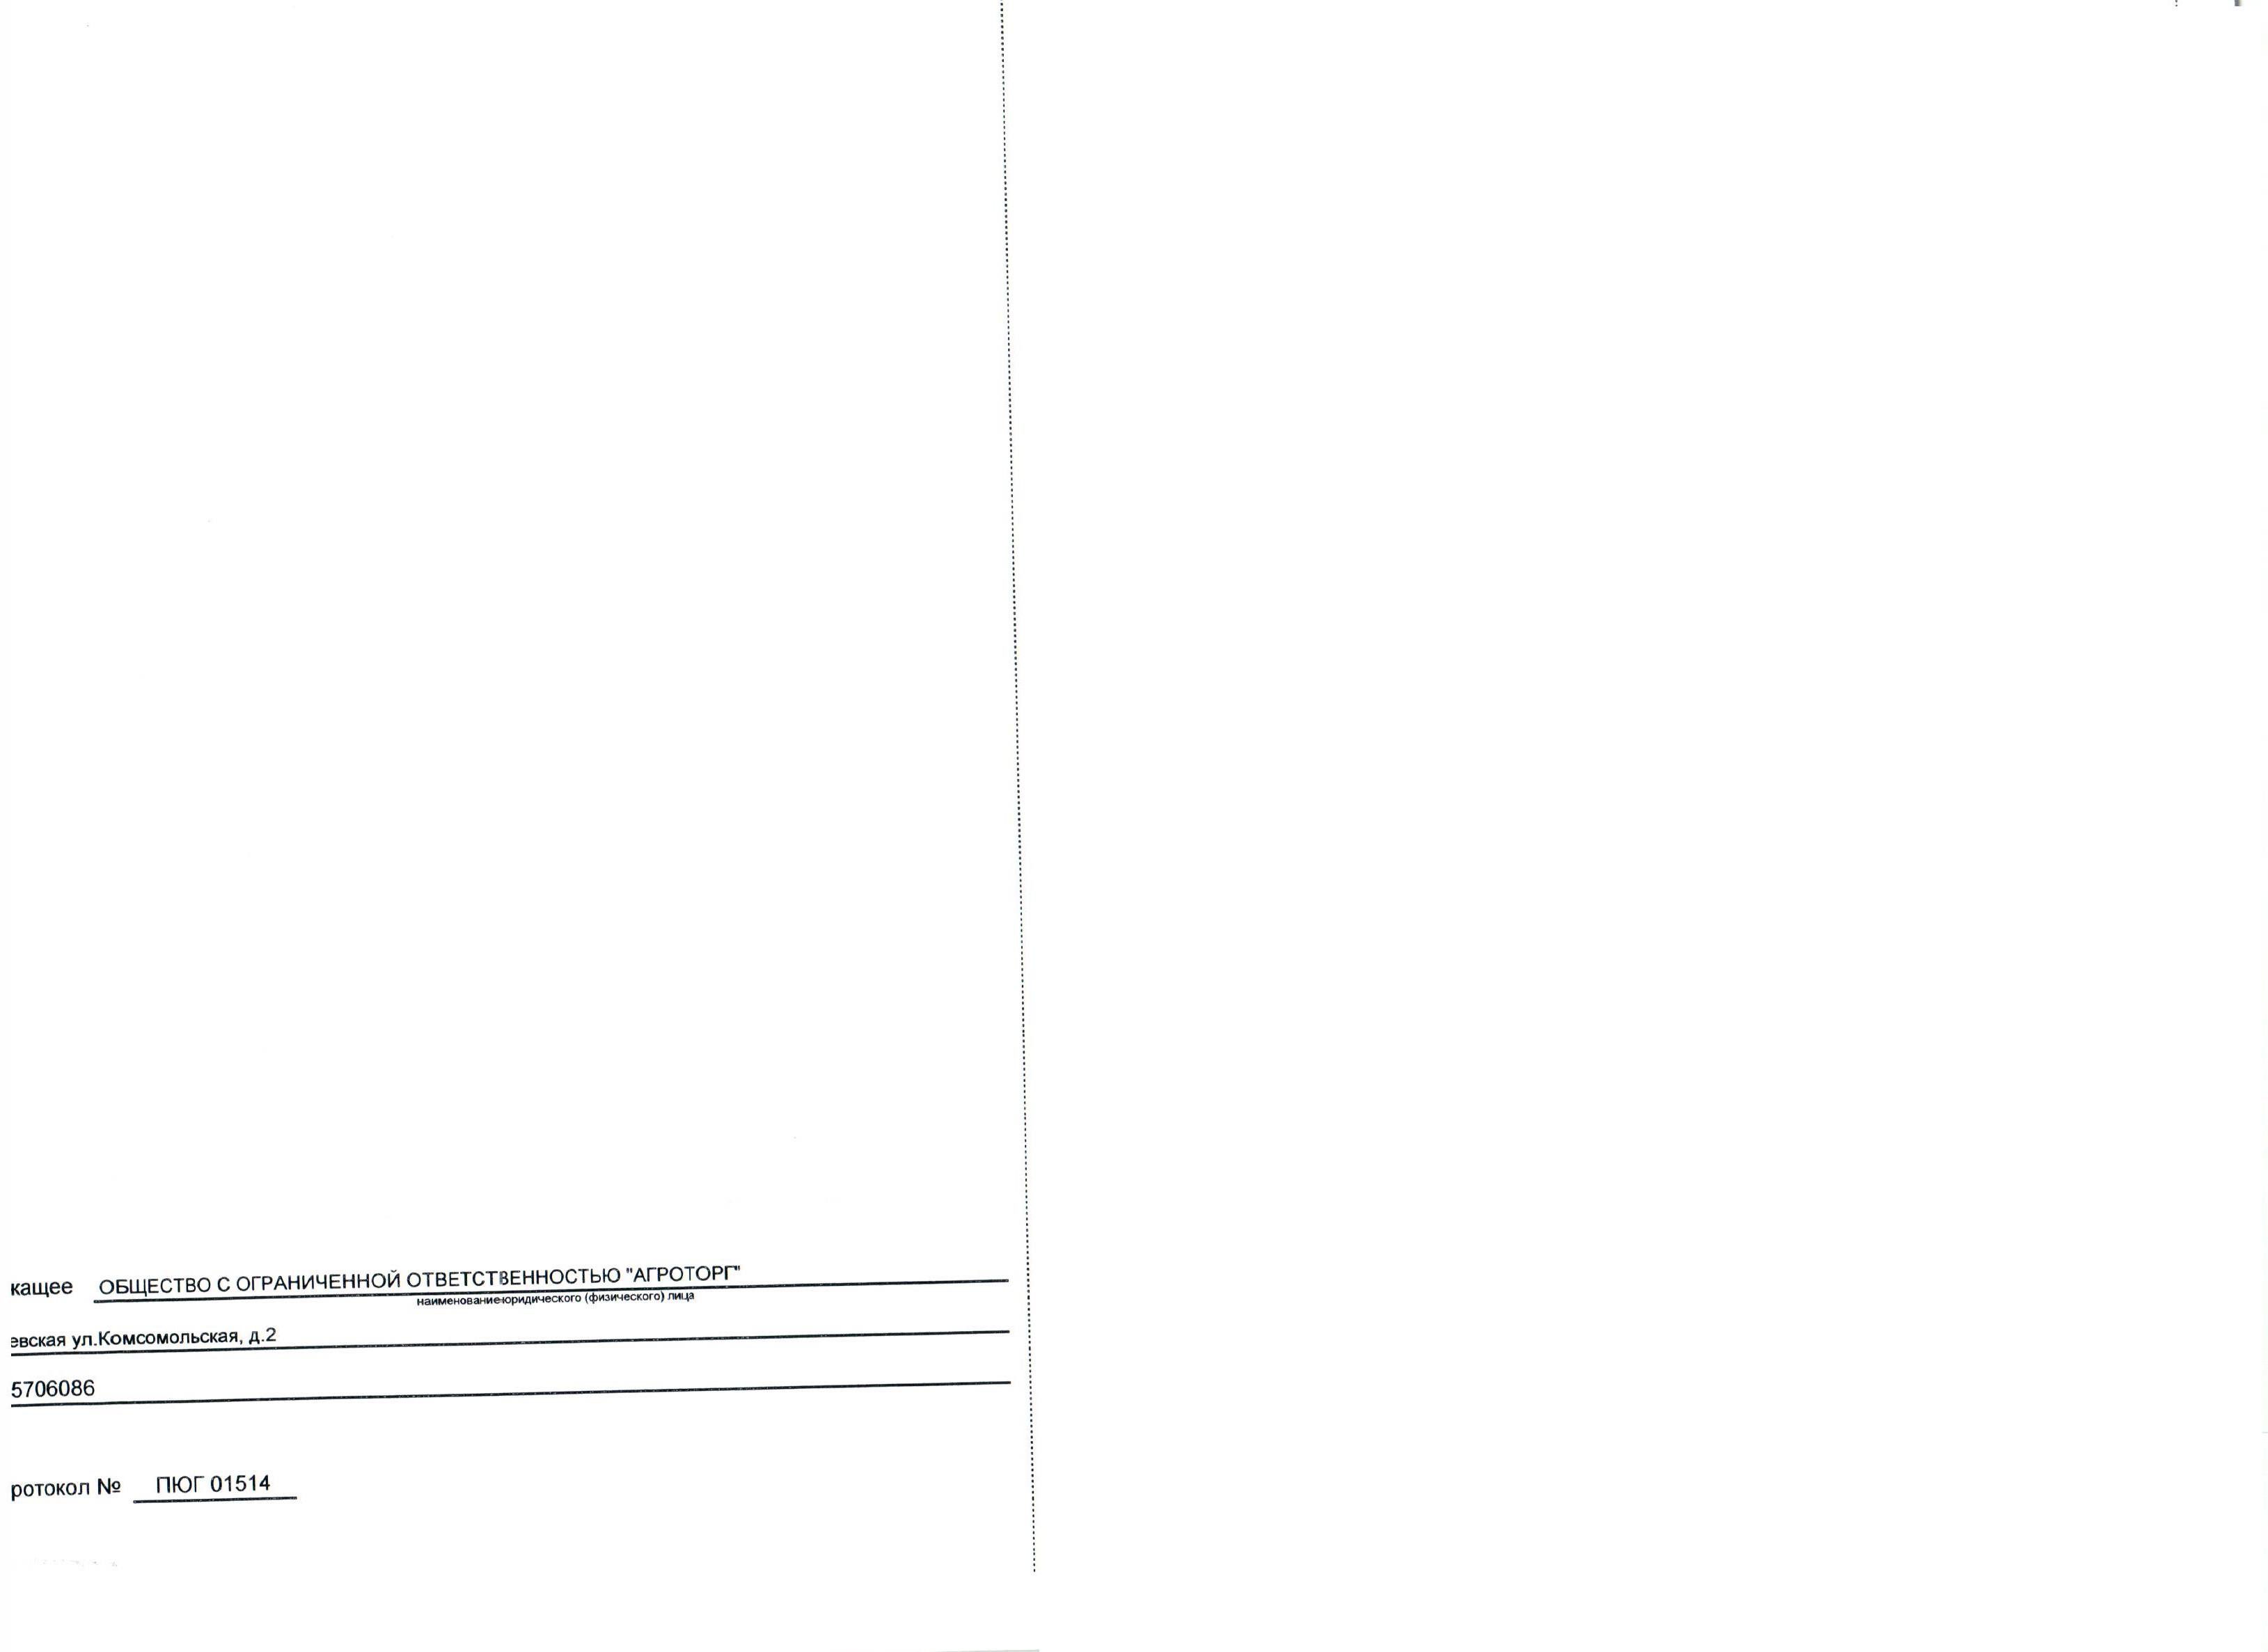 кащее ОБЩЕСТВО С ОГРАНИЧЕННОЙ ОТВЕТСТВЕННОСТЬЮ "АГРОТОРГ"
наименование юридического (физического) лица
евская ул.Комсомольская, д.2
5706086
ротокол № ПЮГ 01514